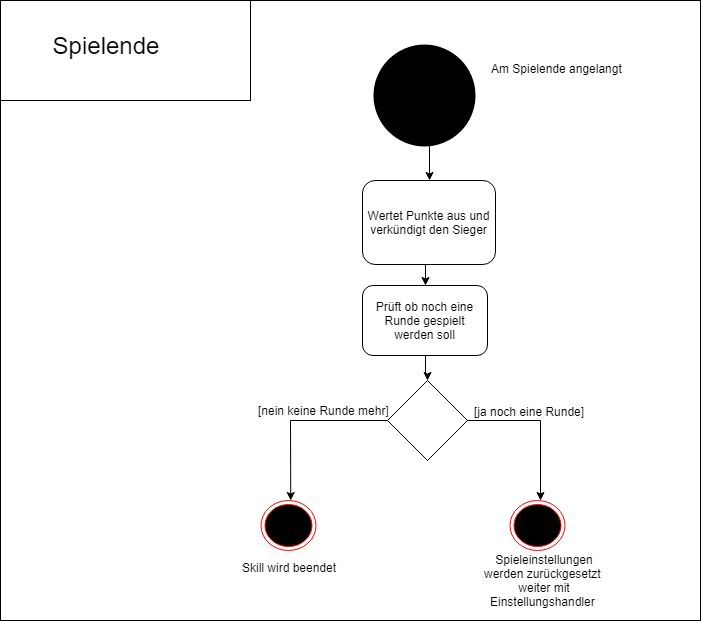 Spielende
Am Spielende angelangt
Wertet Punkte aus und
verkündigt den Sieger
Prüft ob noch eine
Runde gespielt
werden soll
[nein keine Runde mehr]
[ja noch eine Runde]
Skill wird beendet
Spieleinstellungen
werden zurückgesetzt
weiter mit
Einstellungshandler